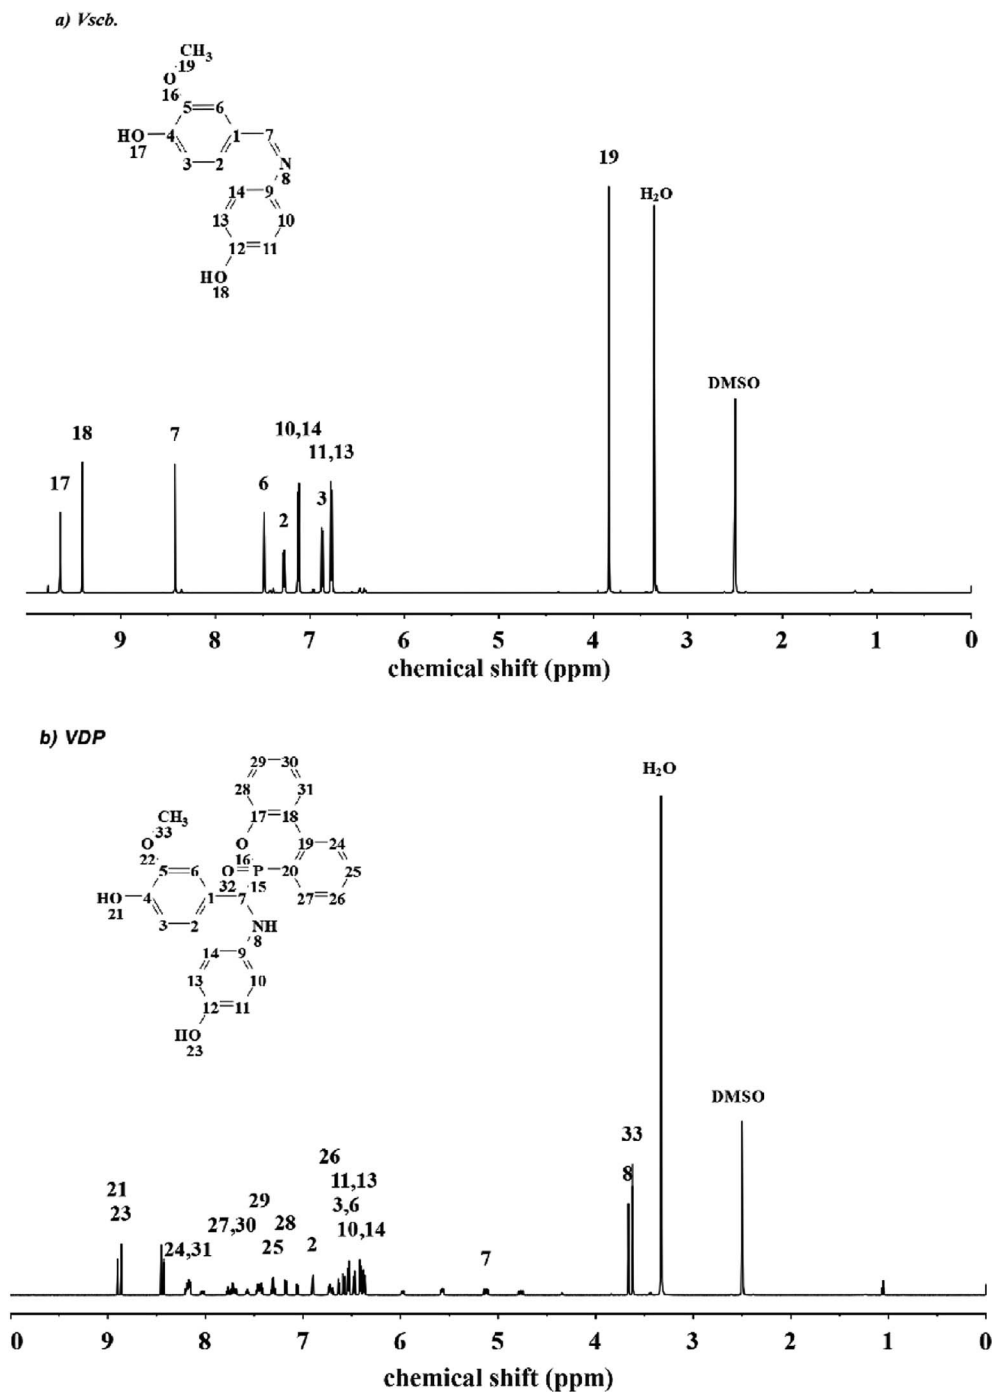 a) Vscb.
CH₃
19
O
16
5 6
HO 4 1 7
17
3 2 N
8
14 9
13 10
12 11
HO
18
19
H₂O
DMSO
10,14
18 7
11,13
17 6
3
2
9 8 7 6 5 4 3 2 1 0
chemical shift (ppm)
b) VDP
29 30
28 31
17 18
CH₃
33
O 19 24
O
22 16
5 6 O P 20 25
32 15
HO 4 1 7 27 26
21
3 2 NH
8
14 9
13 10
12 11
HO
23
H₂O
DMSO
26 33
21 11,13
29 3,6 8
23 27,30 28
24,31 25 2 10,14
7
0 9 8 7 6 5 4 3 2 1 0
chemical shift (ppm)